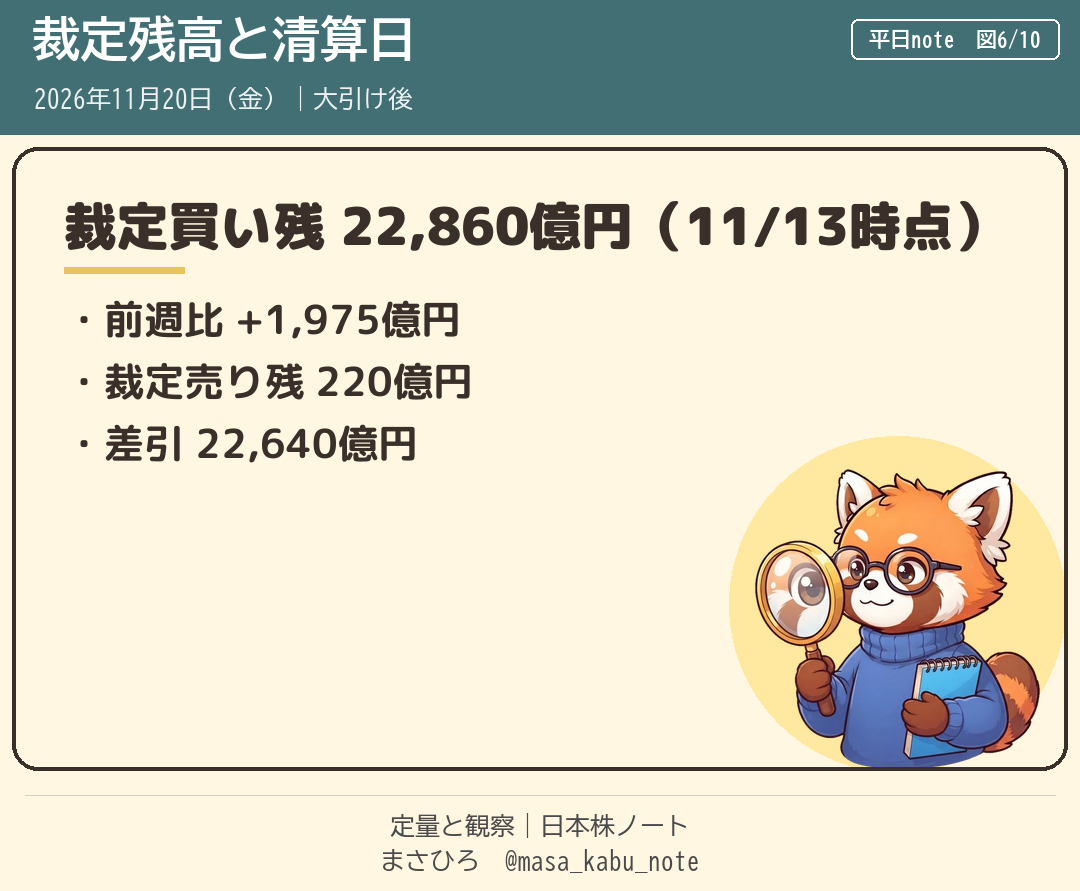 裁定残高と清算日
平日note 図6/10
2026年11月20日（金）｜大引け後
裁定買い残 22,860億円（11/13時点）
・前週比 +1,975億円
・裁定売り残 220億円
・差引 22,640億円
定量と観察｜日本株ノート
まさひろ @masa_kabu_note